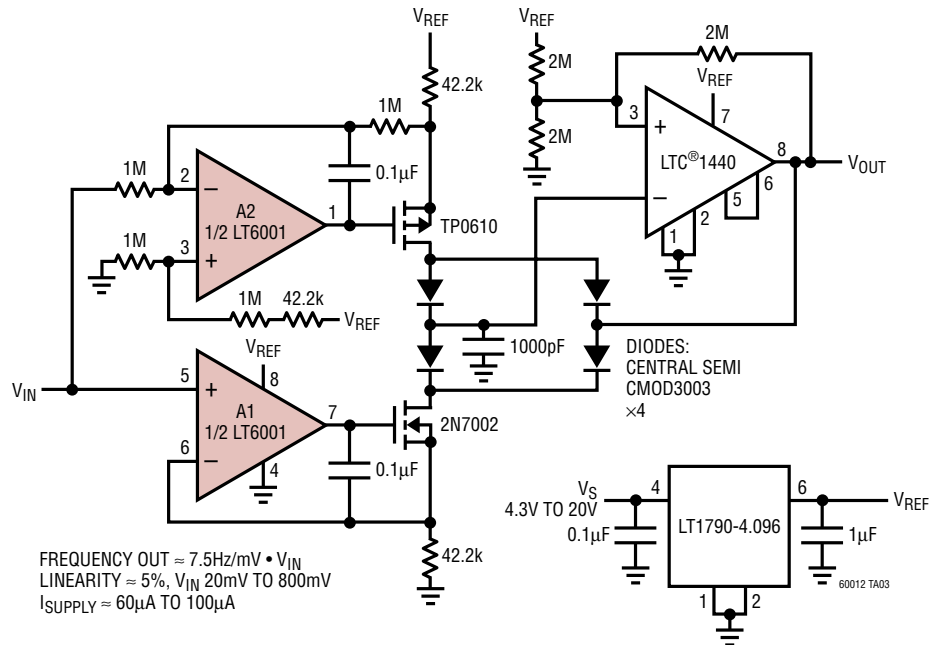 VREF
42.2k
1M
0.1µF
1M
2
−
A2
1/2 LT6001
1
TP0610
1M
3
+
1M
42.2k
VREF
VREF
2M
2M
2M
VREF
7
3
+
LTC®1440
8
VOUT
6
5
−
2
1
1000pF
DIODES:
CENTRAL SEMI
CMOD3003
×4
VIN
VREF
5
+
8
A1
1/2 LT6001
7
2N7002
6
−
4
0.1µF
42.2k
VS
4.3V TO 20V
0.1µF
4
LT1790-4.096
6
VREF
1µF
1
2
FREQUENCY OUT ≈ 7.5Hz/mV • VIN
LINEARITY ≈ 5%, VIN 20mV TO 800mV
ISUPPLY ≈ 60µA TO 100µA
60012 TA03